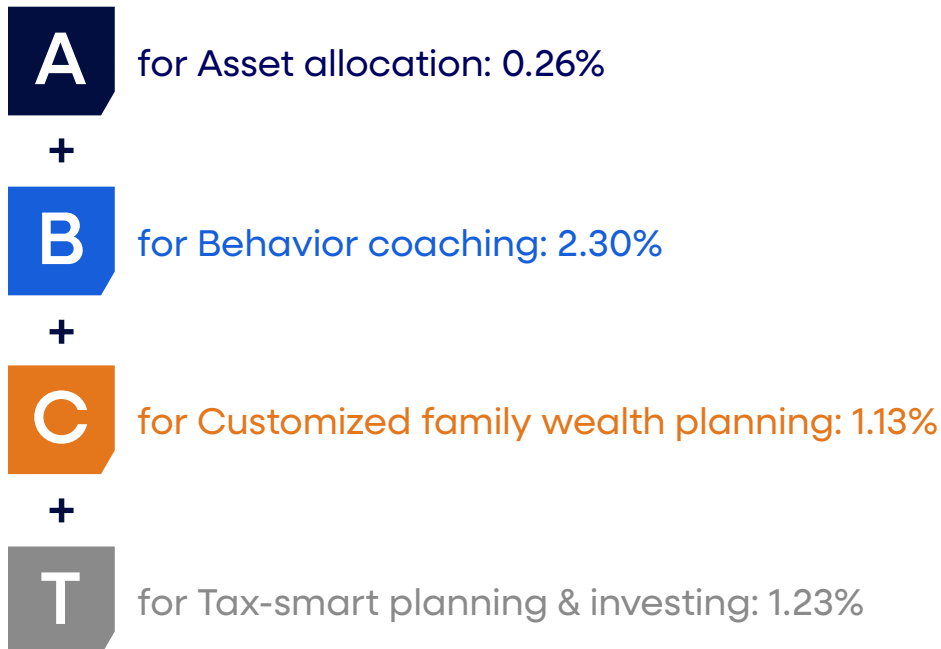 A for Asset allocation: 0.26%
+
B for Behavior coaching: 2.30%
+
C for Customized family wealth planning: 1.13%
+
T for Tax-smart planning & investing: 1.23%